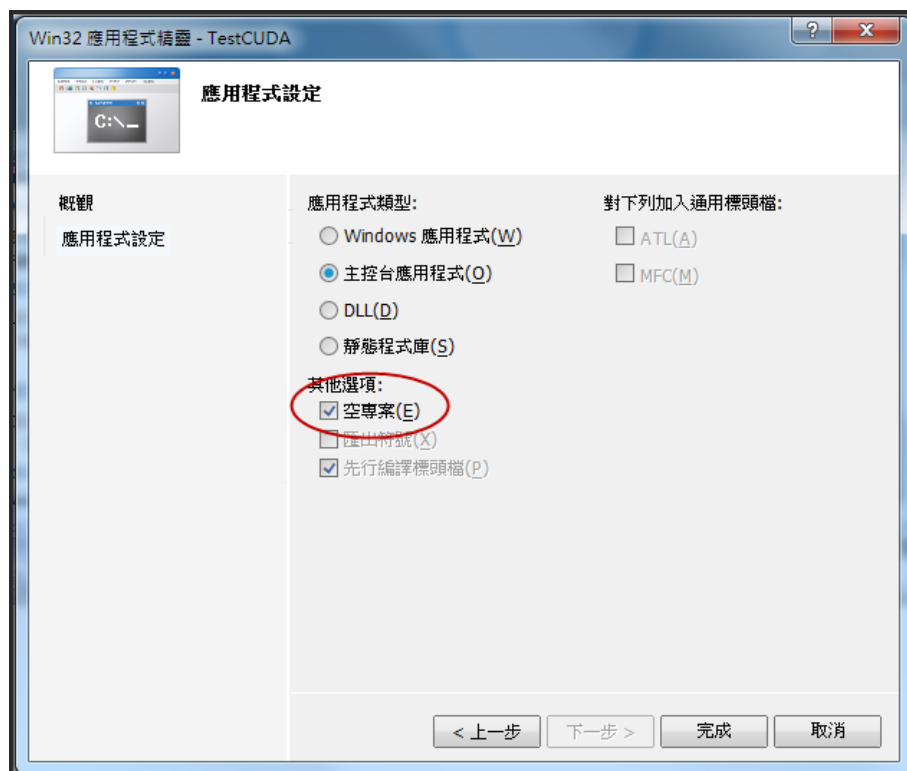 Win32 應用程式精靈 - TestCUDA
C:\_
應用程式設定
概觀
應用程式設定
應用程式類型:
Windows 應用程式(W)
主控台應用程式(O)
DLL(D)
靜態程式庫(S)
其他選項:
空專案(E)
匯出符號(X)
先行編譯標頭檔(P)
對下列加入通用標頭檔:
ATL(A)
MFC(M)
< 上一步
下一步 >
完成
取消